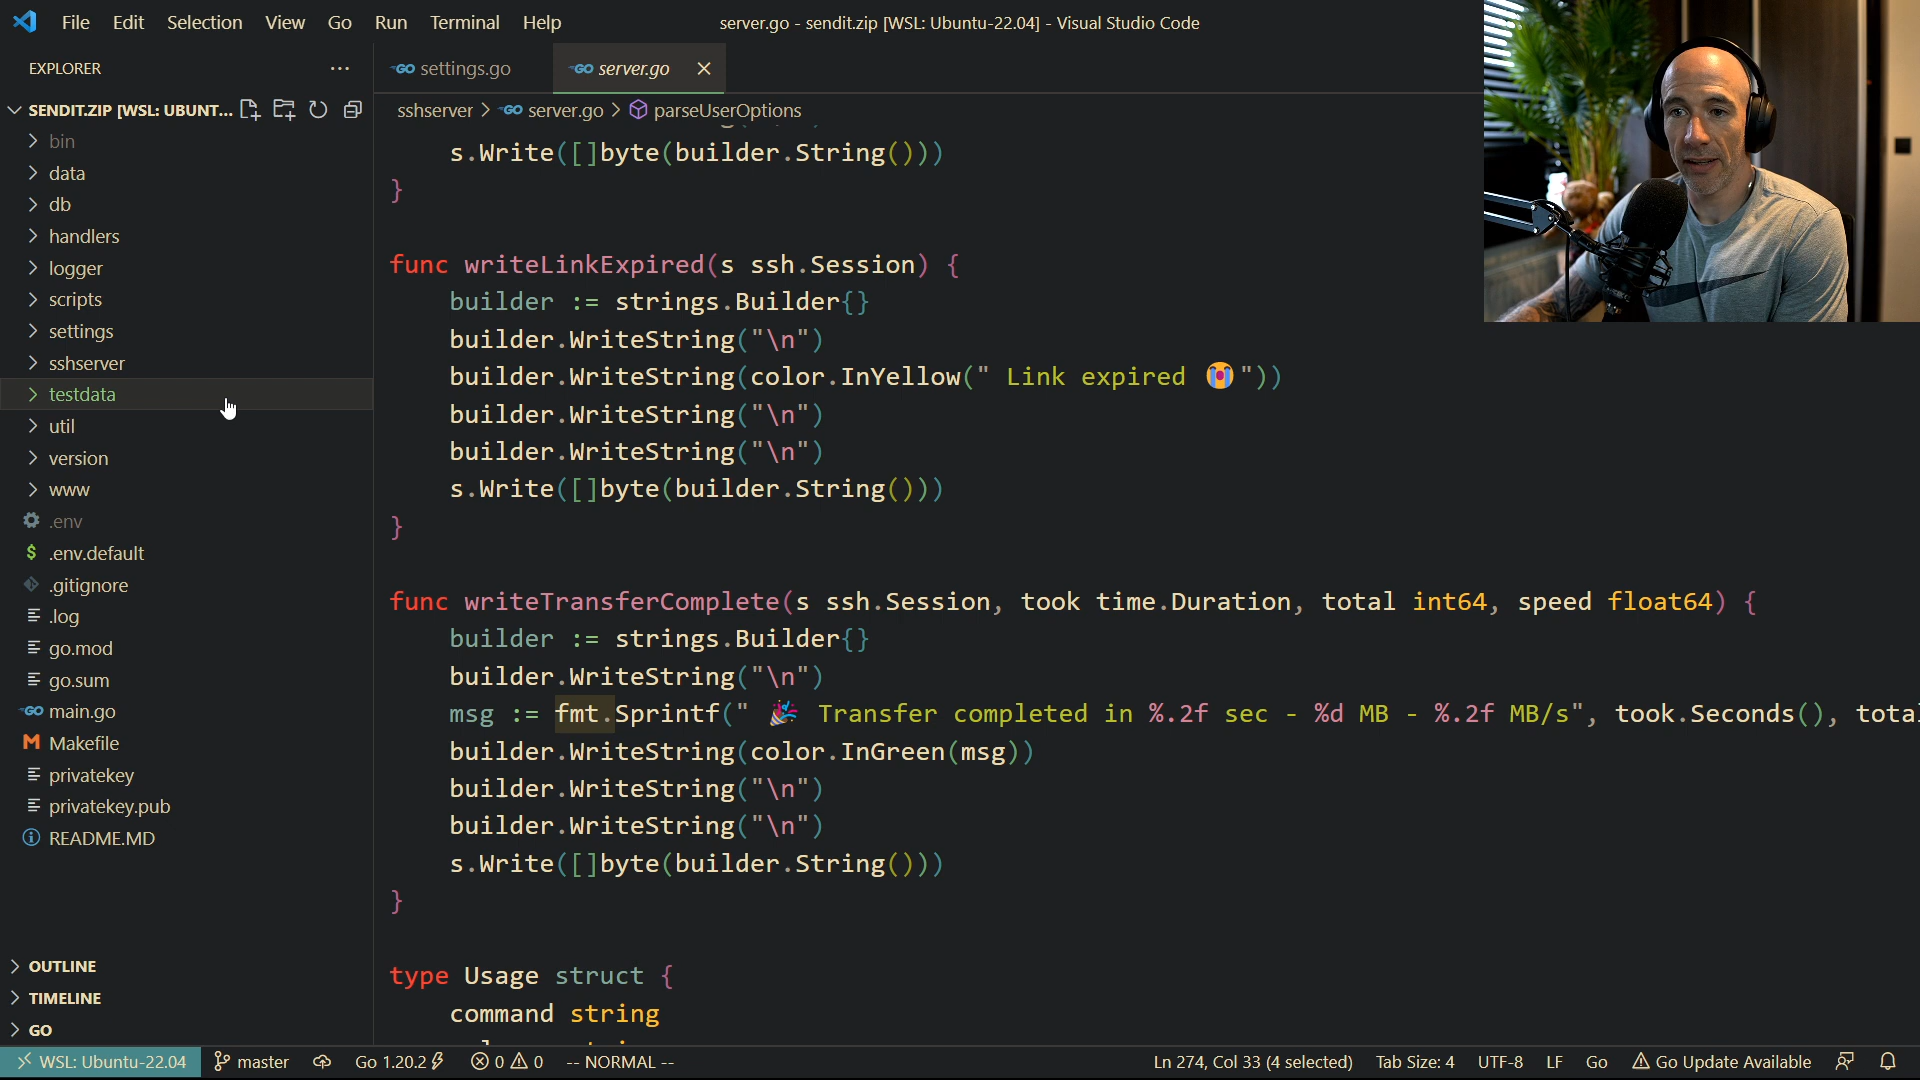 File Edit Selection View Go Run Terminal Help
server.go - sendit.zip [WSL: Ubuntu-22.04] - Visual Studio Code
EXPLORER
SENDIT.ZIP [WSL: UBUNT...
bin
data
db
handlers
logger
scripts
settings
sshserver
testdata
util
version
www
.env
.env.default
.gitignore
.log
go.mod
go.sum
main.go
Makefile
privatekey
privatekey.pub
README.MD
OUTLINE
TIMELINE
GO
settings.go
server.go
sshserver > server.go > parseUserOptions
s.Write([]byte(builder.String()))
}
func writeLinkExpired(s ssh.Session) {
builder := strings.Builder{}
builder.WriteString("\n")
builder.WriteString(color.InYellow(" Link expired 😭"))
builder.WriteString("\n")
builder.WriteString("\n")
s.Write([]byte(builder.String()))
}
func writeTransferComplete(s ssh.Session, took time.Duration, total int64, speed float64) {
builder := strings.Builder{}
builder.WriteString("\n")
msg := fmt.Sprintf(" 🎉 Transfer completed in %.2f sec - %d MB - %.2f MB/s", took.Seconds(), total
builder.WriteString(color.InGreen(msg))
builder.WriteString("\n")
builder.WriteString("\n")
s.Write([]byte(builder.String()))
}
type Usage struct {
command string
WSL: Ubuntu-22.04 master Go 1.20.2 0 0 -- NORMAL --
Ln 274, Col 33 (4 selected) Tab Size: 4 UTF-8 LF Go Go Update Available